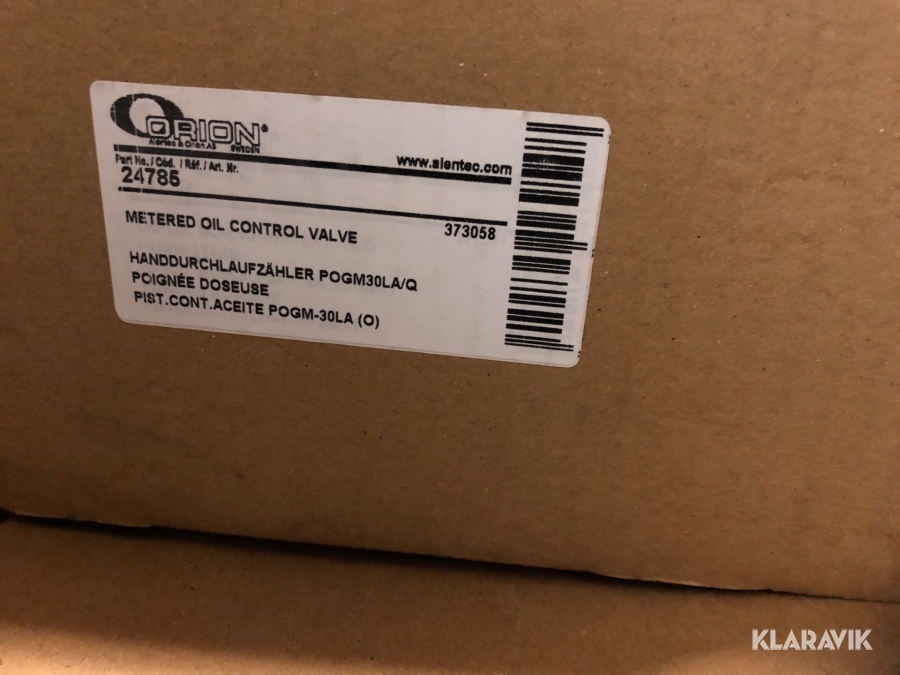 ORION®
Alentec & Orion AB SWEDEN
Part No. / Cód. / Réf. / Art. Nr.
www.alentec.com
24785
METERED OIL CONTROL VALVE
373058
HANDDURCHLAUFZÄHLER POGM30LA/Q
POIGNÉE DOSEUSE
PIST.CONT.ACEITE POGM-30LA (O)
KLARAVIK